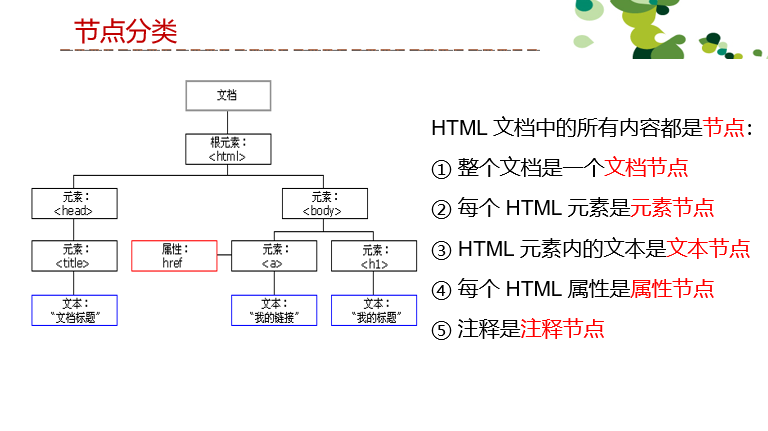 节点分类
文档
根元素：
<html>
元素：
<head>
元素：
<body>
元素：
<title>
属性：
href
元素：
<a>
元素：
<h1>
文本：
“文档标题”
文本：
“我的链接”
文本：
“我的标题”
HTML 文档中的所有内容都是节点：
① 整个文档是一个文档节点
② 每个 HTML 元素是元素节点
③ HTML 元素内的文本是文本节点
④ 每个 HTML 属性是属性节点
⑤ 注释是注释节点